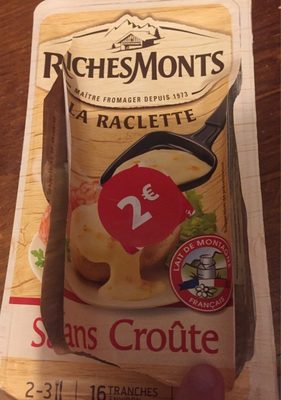 RICHESMONTS
MAÎTRE FROMAGER DEPUIS 1973
LA RACLETTE
2€
LAIT DE MONTAGNE
FRANÇAIS
Sans Croûte
2-3
16 TRANCHES